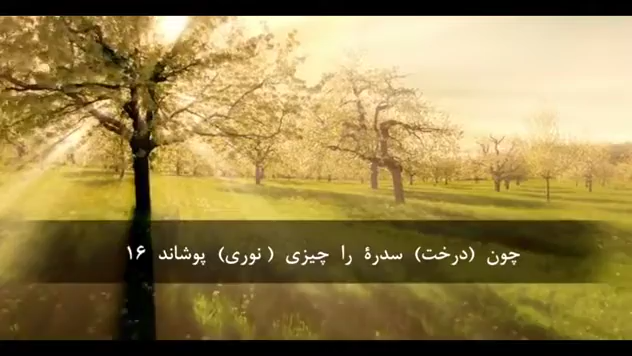 چون (درخت) سدرهٔ را چیزی (نوری) پوشاند ۱۶